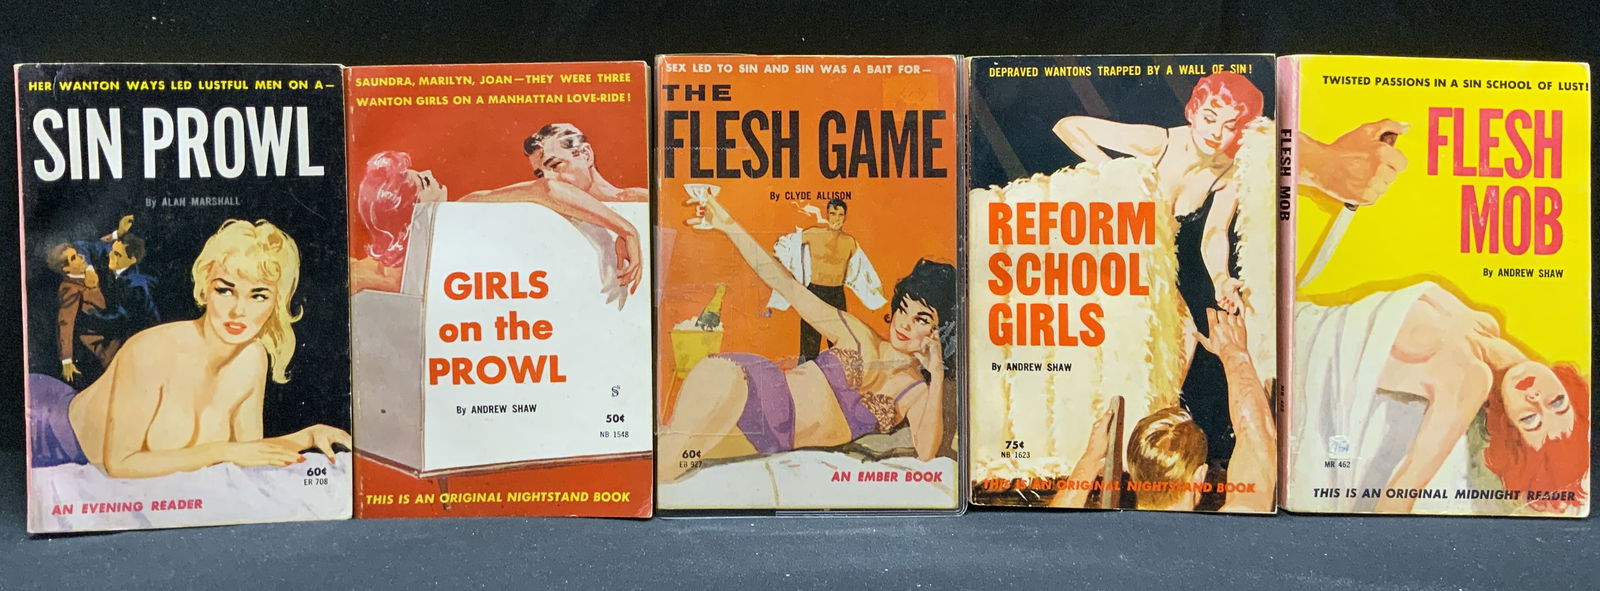 HER WANTON WAYS LED LUSTFUL MEN ON A—
SIN PROWL
By ALAN MARSHALL
60¢
ER 708
AN EVENING READER
SAUNDRA, MARILYN, JOAN—THEY WERE THREE
WANTON GIRLS ON A MANHATTAN LOVE-RIDE!
GIRLS
on the
PROWL
By ANDREW SHAW
S
50¢
NB 1548
THIS IS AN ORIGINAL NIGHTSTAND BOOK
SEX LED TO SIN AND SIN WAS A BAIT FOR—
THE
FLESH GAME
By CLYDE ALLISON
60¢
EB 927
AN EMBER BOOK
DEPRAVED WANTONS TRAPPED BY A WALL OF SIN!
REFORM
SCHOOL
GIRLS
By ANDREW SHAW
75¢
NB 1623
THIS IS AN ORIGINAL NIGHTSTAND BOOK
FLESH MOB
TWISTED PASSIONS IN A SIN SCHOOL OF LUST!
FLESH
MOB
By ANDREW SHAW
MR 462
THIS IS AN ORIGINAL MIDNIGHT READER